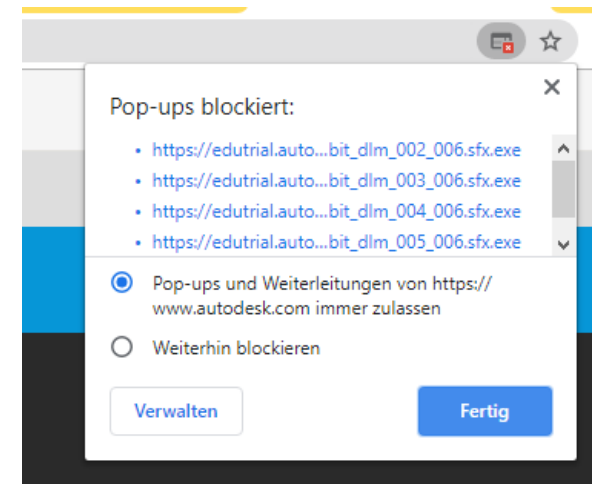 Pop-ups blockiert:
• https://edutrial.auto...bit_dlm_002_006.sfx.exe
• https://edutrial.auto...bit_dlm_003_006.sfx.exe
• https://edutrial.auto...bit_dlm_004_006.sfx.exe
• https://edutrial.auto...bit_dlm_005_006.sfx.exe
Pop-ups und Weiterleitungen von https://
www.autodesk.com immer zulassen
Weiterhin blockieren
Verwalten
Fertig